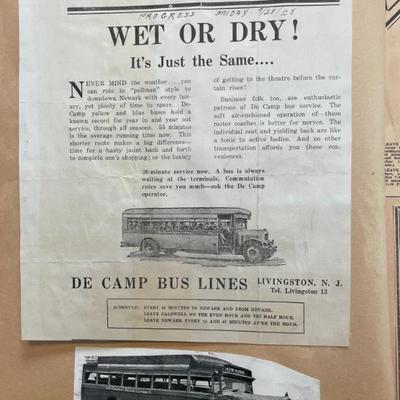 PROGRESS FRIDAY 9/28/28
WET OR DRY!
It's Just the Same....
NEVER MIND the weather....you
can ride in "pullman" style to
downtown Newark with every lux-
ury, yet plenty of time to spare. De-
Camp yellow and blue buses hold a
known record for year in and year out
service, through all seasons. 55 minutes
is the average running time now. This
shorter route makes a big difference—
time for a hasty jaunt back and forth
to complete one's shopping; or the luxury
of getting to the theatre before the cur-
tain rises!
Business folk too, are enthusiastic
patrons of De Camp bus service. The
soft air-cushioned operation of these
motor coaches is better for nerves. The
individual seat and yielding back are like
a tonic to active bodies. And no other
transportation affords you these con-
veniences.
30-minute service now. A bus is always
waiting at the terminals. Commutation
rates save you much—ask the De Camp
operator.
DE CAMP BUS LINES LIVINGSTON, N. J.
Tel. Livingston 13
SCHEDULE: EVERY 30 MINUTES TO NEWARK AND FROM NEWARK.
LEAVE CALDWELL ON THE EVEN HOUR AND THE HALF HOUR.
LEAVE NEWARK EVERY 15 AND 45 MINUTES AFTER THE HOUR.